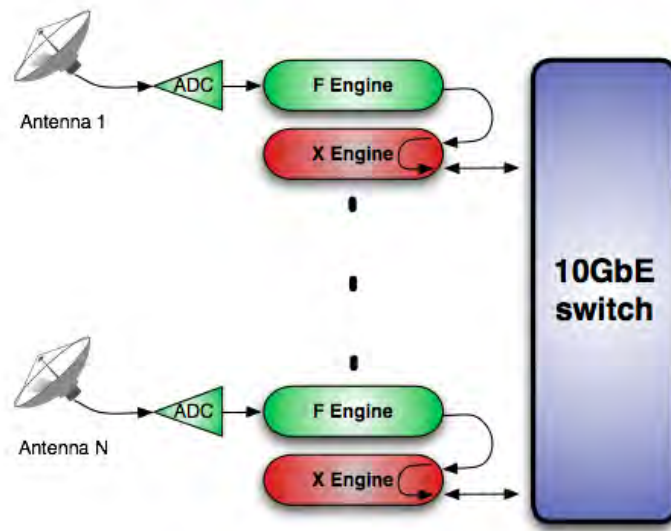 ADC
F Engine
Antenna 1
X Engine
10GbE
switch
ADC
F Engine
Antenna N
X Engine